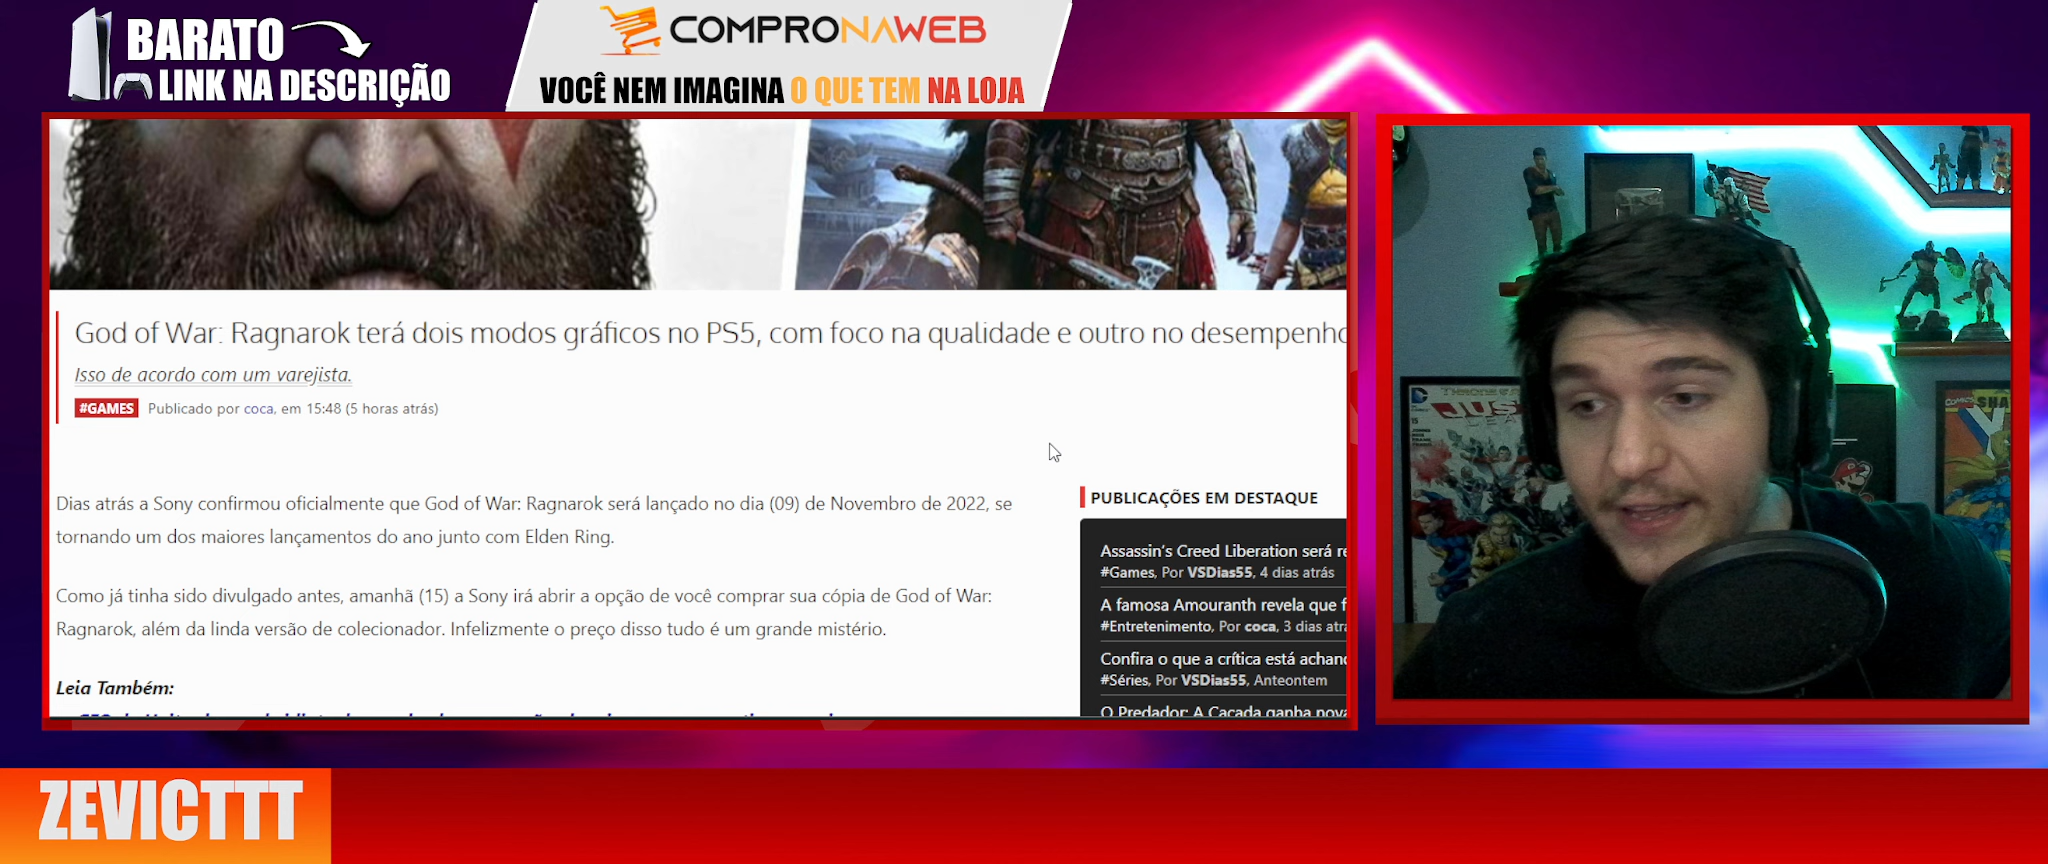 BARATO
LINK NA DESCRIÇÃO
COMPRONAWEB
VOCÊ NEM IMAGINA O QUE TEM NA LOJA
God of War: Ragnarok terá dois modos gráficos no PS5, com foco na qualidade e outro no desempenho
Isso de acordo com um varejista.
#GAMES Publicado por coca, em 15:48 (5 horas atrás)
Dias atrás a Sony confirmou oficialmente que God of War: Ragnarok será lançado no dia (09) de Novembro de 2022, se
tornando um dos maiores lançamentos do ano junto com Elden Ring.
Como já tinha sido divulgado antes, amanhã (15) a Sony irá abrir a opção de você comprar sua cópia de God of War:
Ragnarok, além da linda versão de colecionador. Infelizmente o preço disso tudo é um grande mistério.
Leia Também:
PUBLICAÇÕES EM DESTAQUE
Assassin's Creed Liberation será re
#Games, Por VSDias55, 4 dias atrás
A famosa Amouranth revela que f
#Entretenimento, Por coca, 3 dias atrá
Confira o que a crítica está achand
#Séries, Por VSDias55, Anteontem
O Predador: A Caçada ganha nova
JUS
SHA
ZEVICTTT